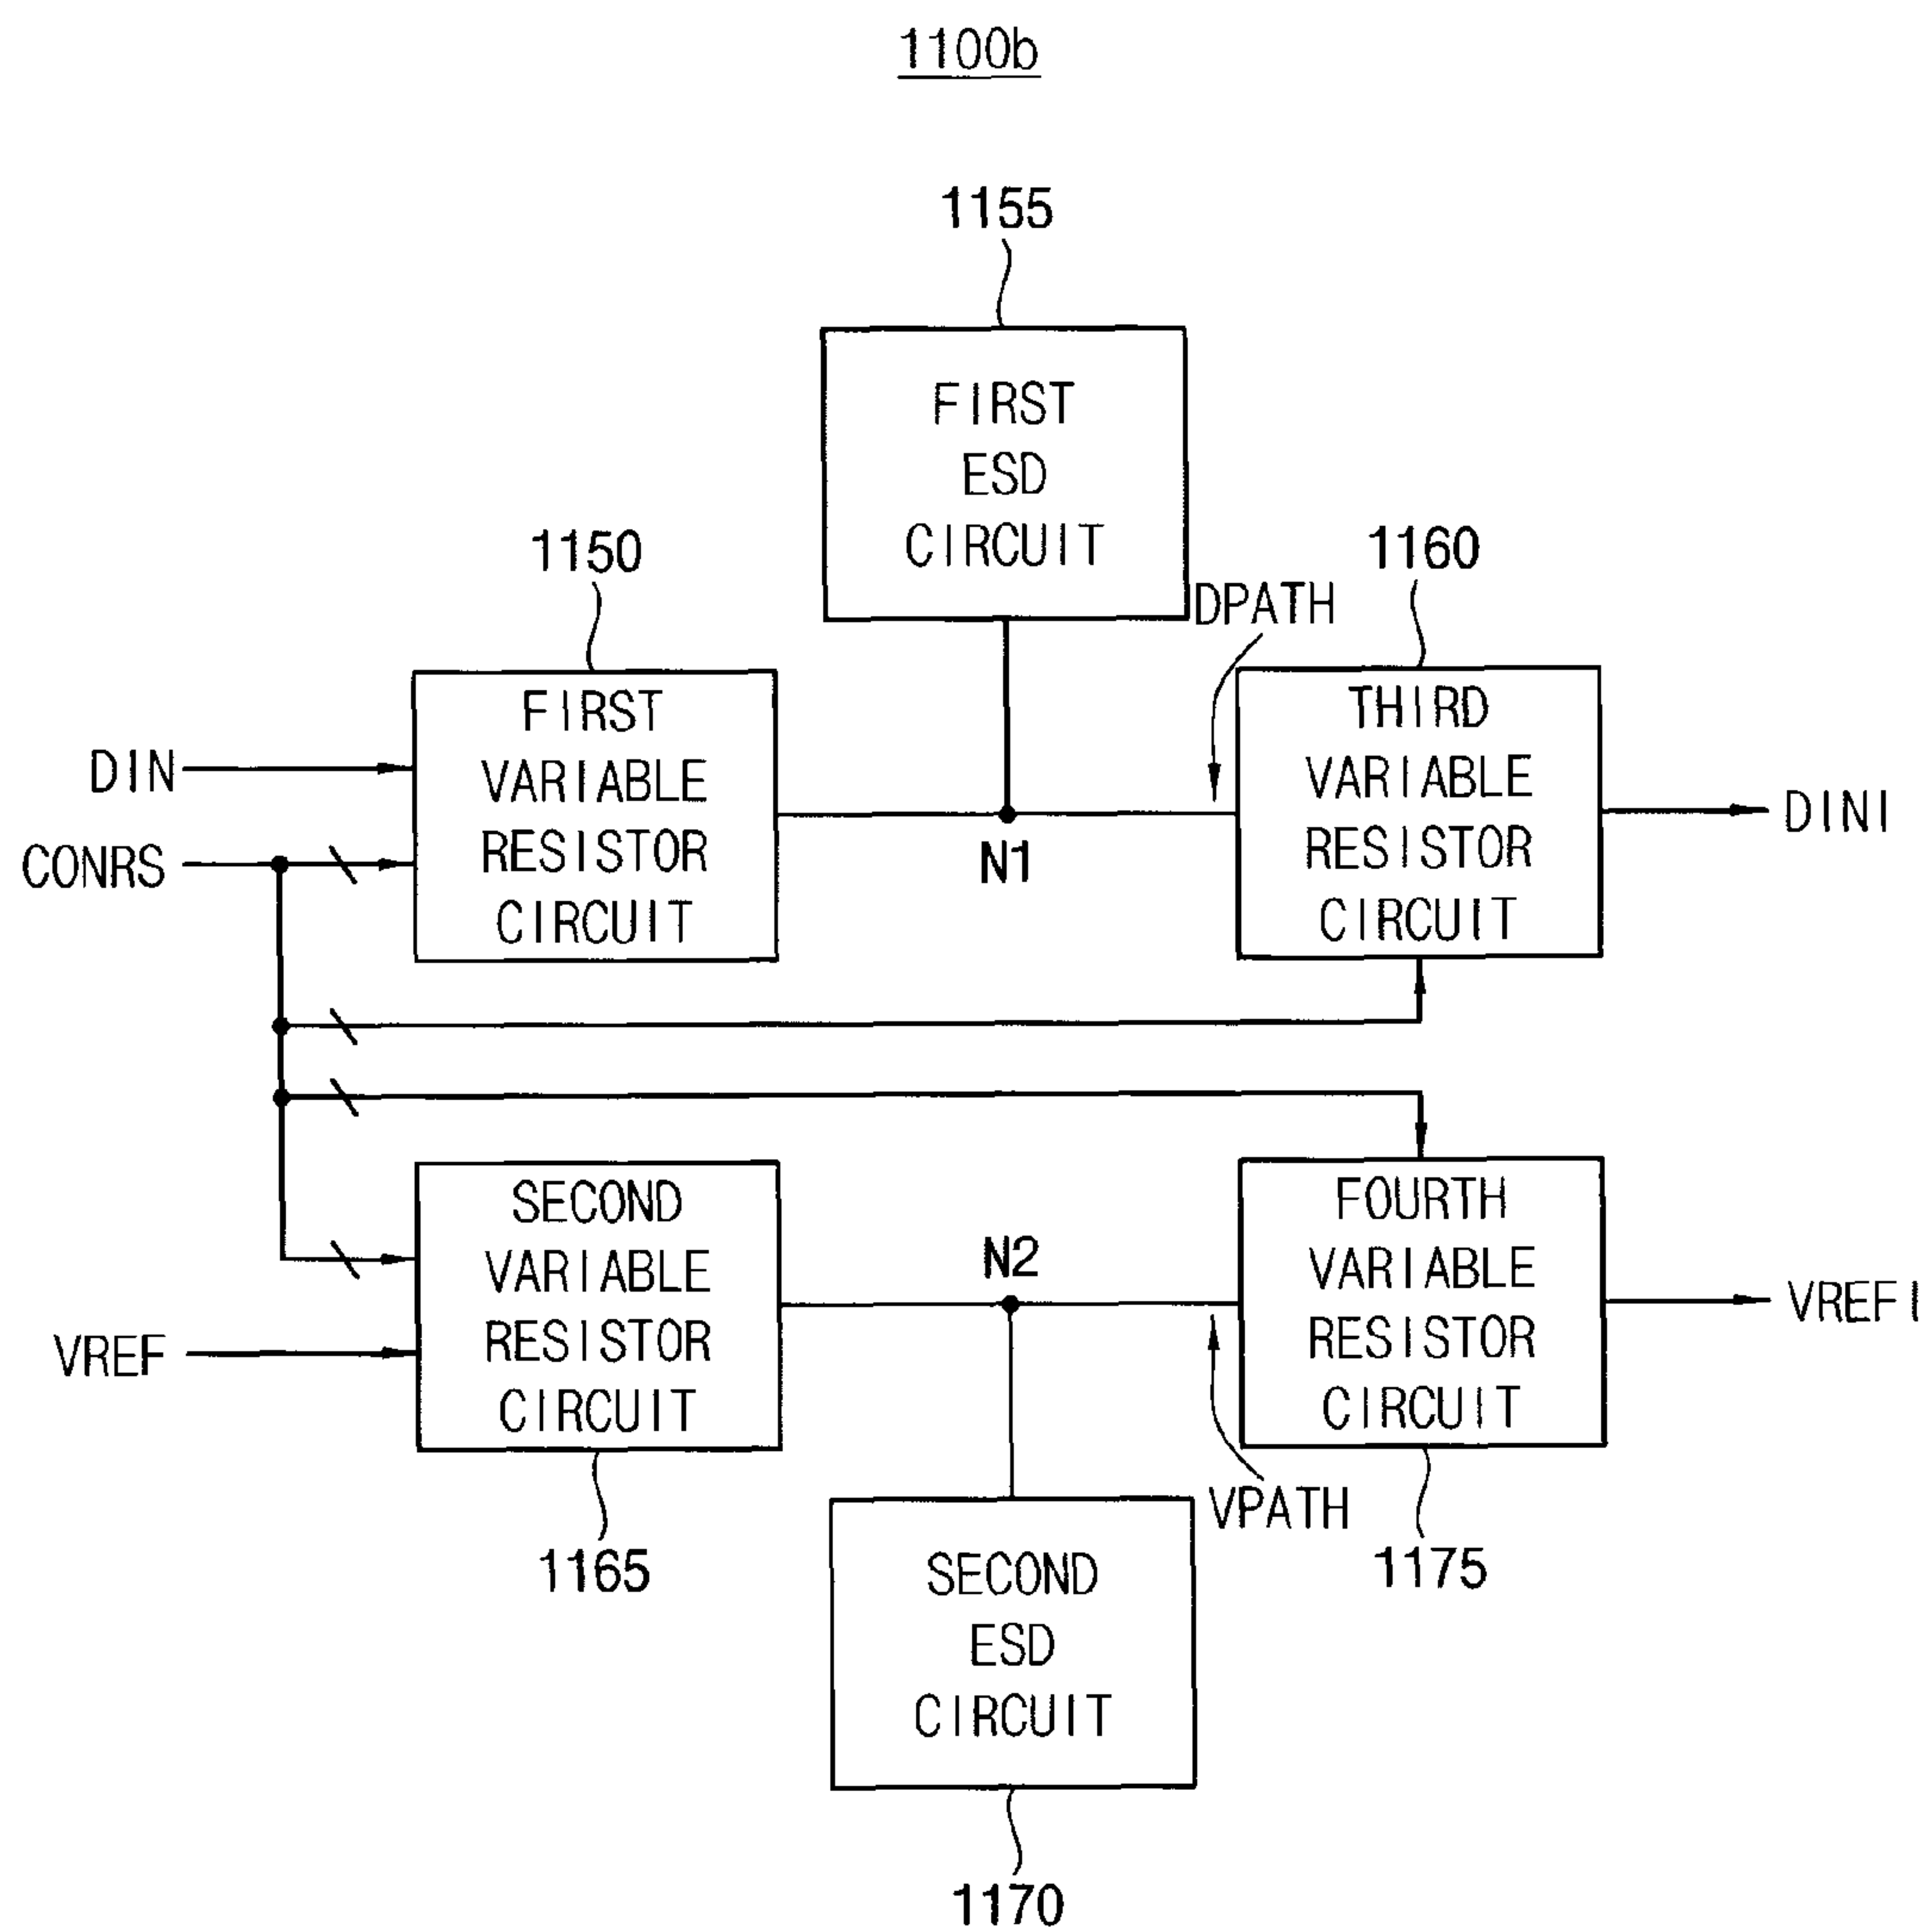 1100b
1155
FIRST
ESD
CIRCUIT
1150
DPATH
1160
FIRST
VARIABLE
RESISTOR
CIRCUIT
THIRD
VARIABLE
RESISTOR
CIRCUIT
DIN
CONRS
N1
DINI
SECOND
VARIABLE
RESISTOR
CIRCUIT
N2
FOURTH
VARIABLE
RESISTOR
CIRCUIT
VREF
VREFI
1165
VPATH
1175
SECOND
ESD
CIRCUIT
1170